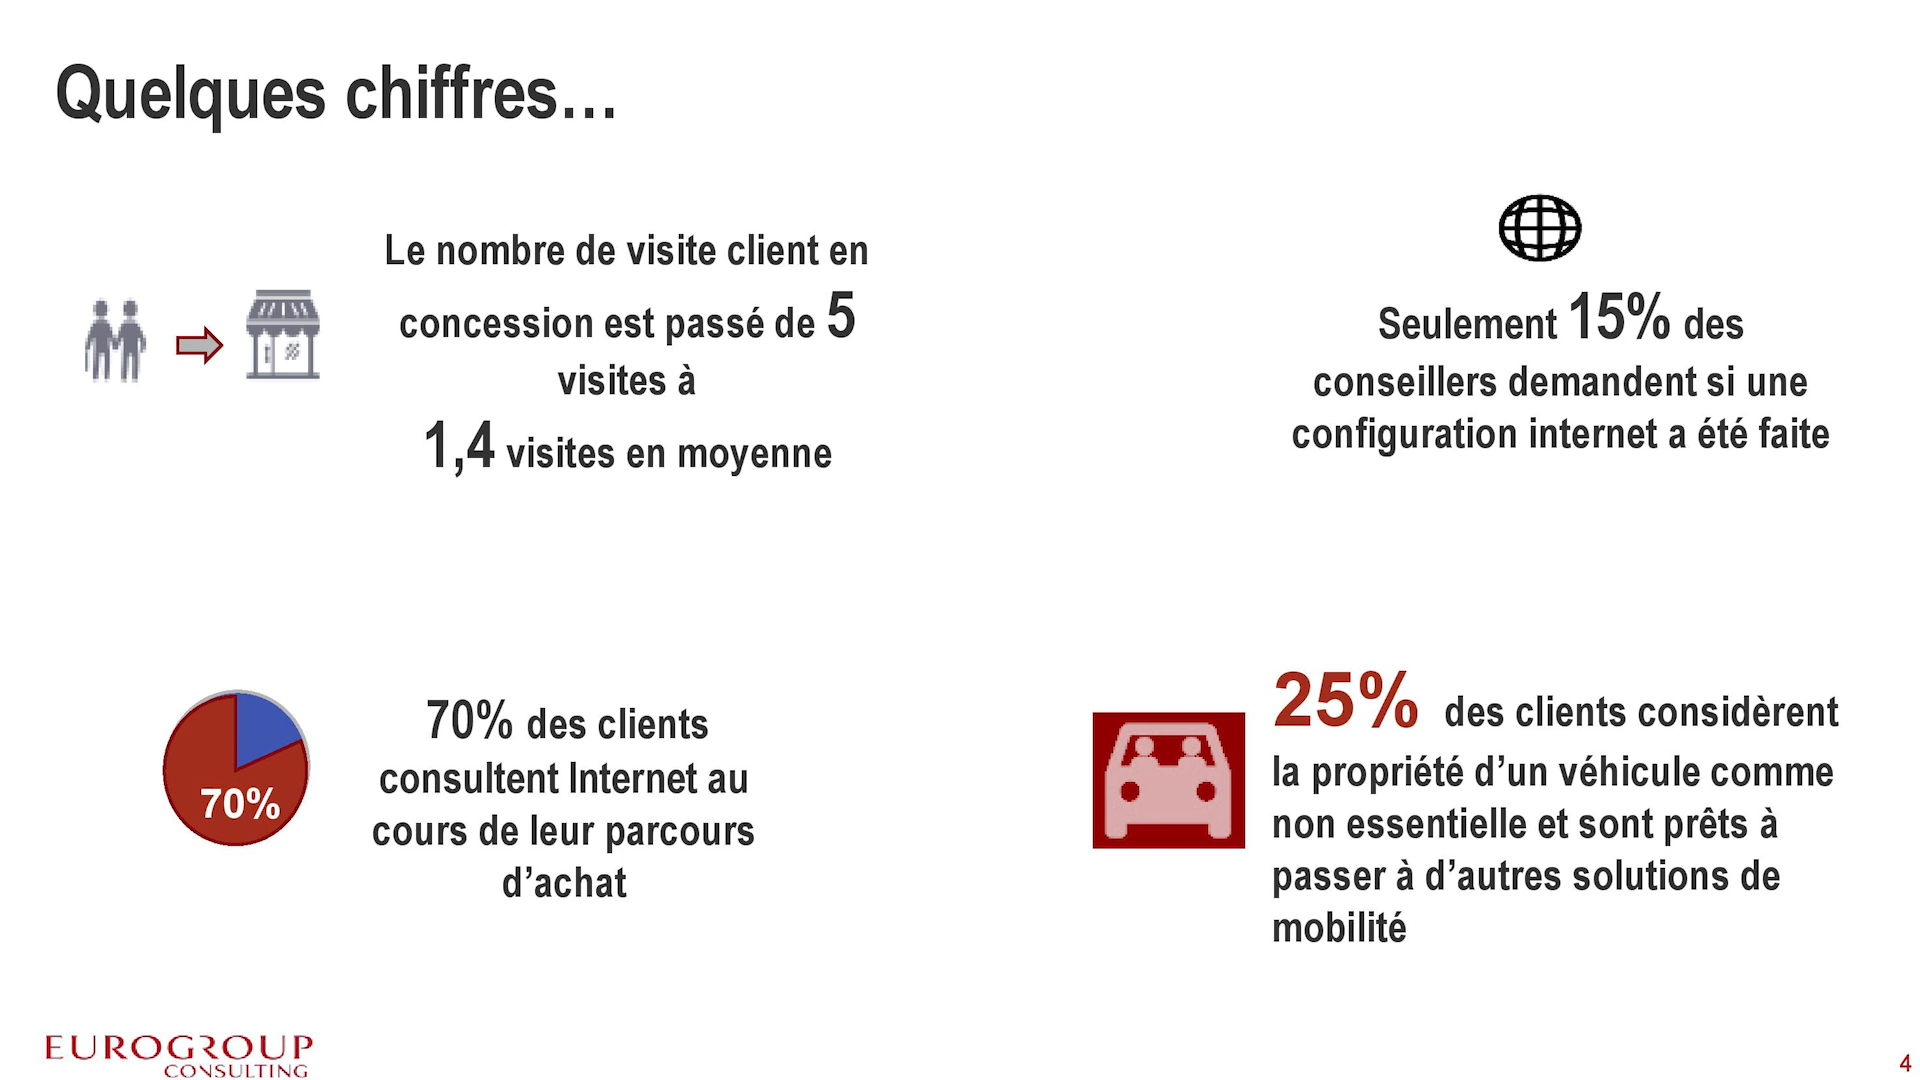 Quelques chiffres…
Le nombre de visite client en
concession est passé de 5
visites à
1,4 visites en moyenne
Seulement 15% des
conseillers demandent si une
configuration internet a été faite
70%
70% des clients
consultent Internet au
cours de leur parcours
d’achat
25% des clients considèrent
la propriété d’un véhicule comme
non essentielle et sont prêts à
passer à d’autres solutions de
mobilité
EUROGROUP
CONSULTING
4